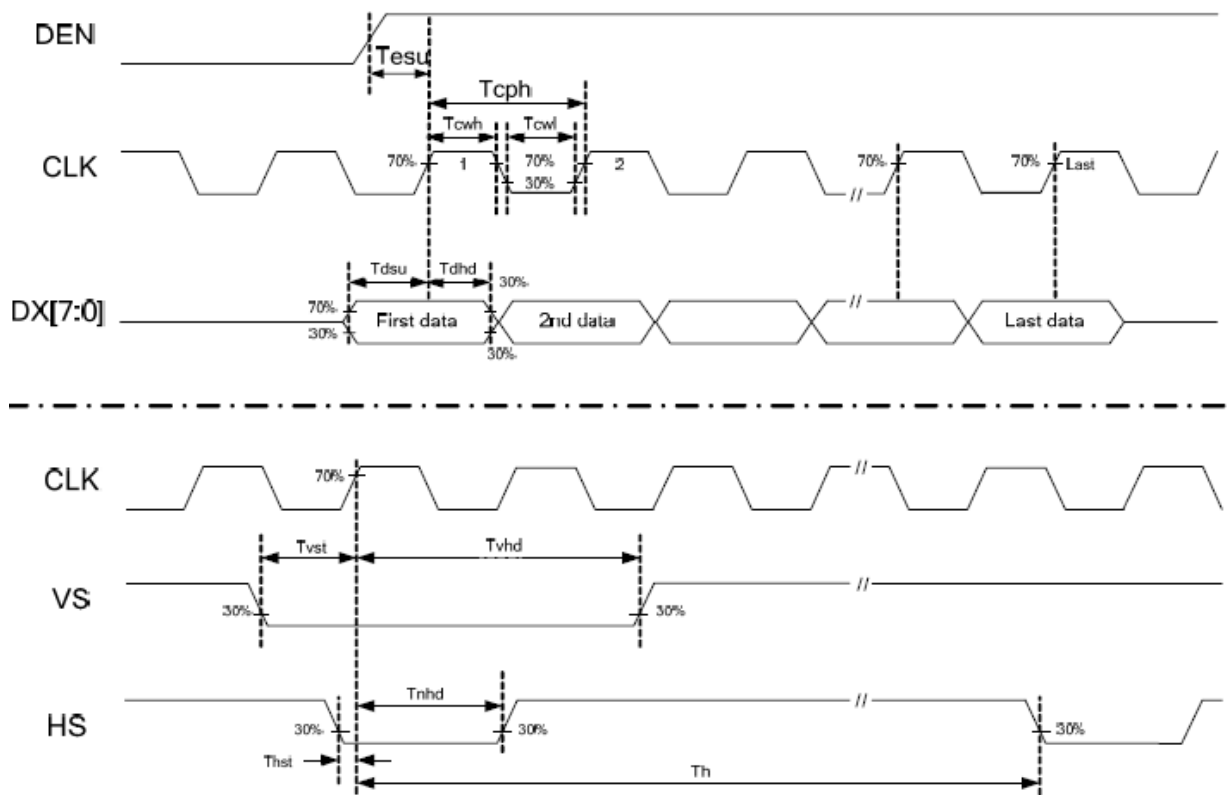 DEN
Tesu
Tcph
Tcwh
Tcwl
CLK
70%
1
70%
30%
2
70%
70%
Last
//
Tdsu
Tdhd
30%
DX[7:0]
70%
30%
First data
2nd data
//
Last data
30%
CLK
70%
//
Tvst
Tvhd
VS
30%
30%
//
Tnhd
HS
30%
30%
//
30%
Thst
Th